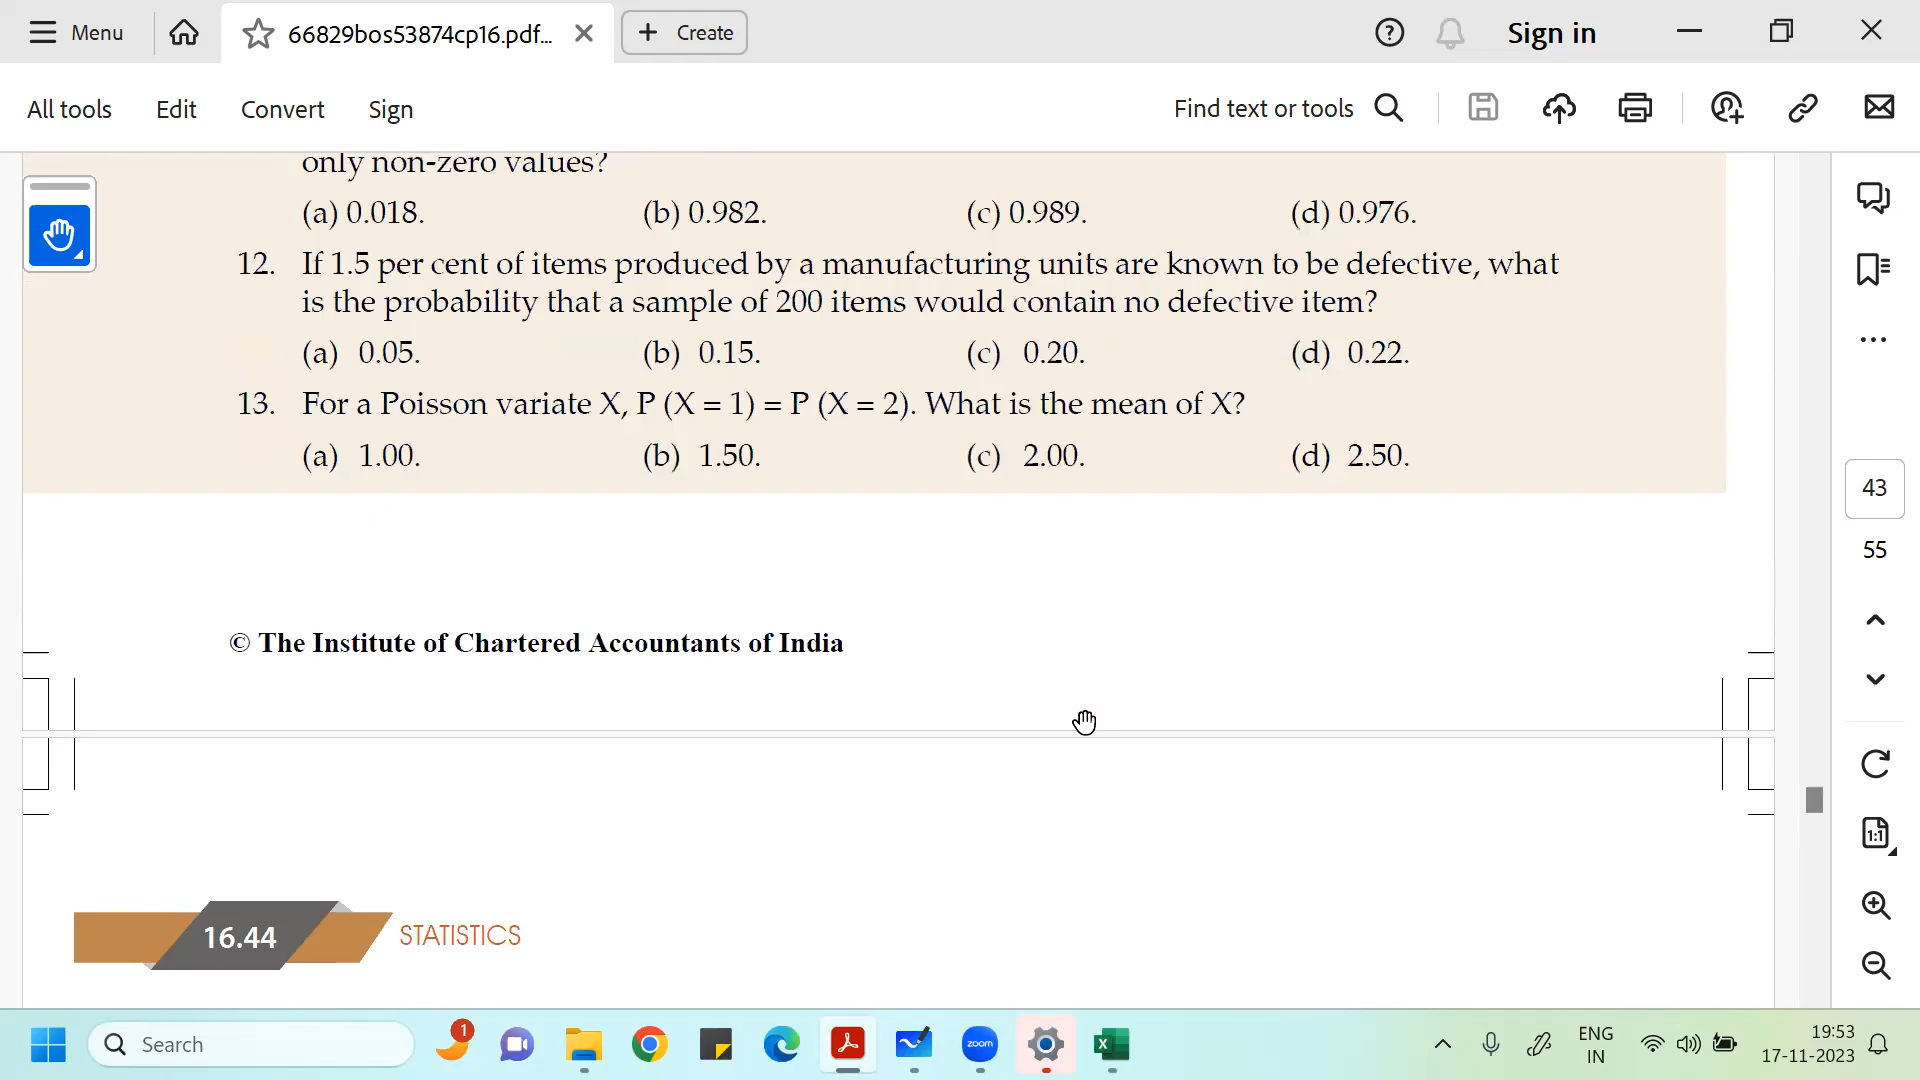 Menu
66829bos53874cp16.pdf...
Create
Sign in
All tools
Edit
Convert
Sign
Find text or tools
only non-zero values?
(a) 0.018. (b) 0.982. (c) 0.989. (d) 0.976.
12. If 1.5 per cent of items produced by a manufacturing units are known to be defective, what
is the probability that a sample of 200 items would contain no defective item?
(a) 0.05. (b) 0.15. (c) 0.20. (d) 0.22.
13. For a Poisson variate X, P (X = 1) = P (X = 2). What is the mean of X?
(a) 1.00. (b) 1.50. (c) 2.00. (d) 2.50.
© The Institute of Chartered Accountants of India
16.44 STATISTICS
43
55
1:1
Search
1
zoom
ENG
IN
19:53
17-11-2023